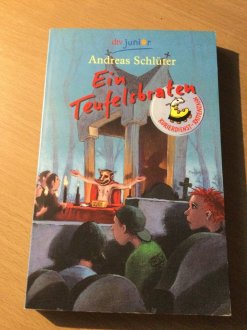 dtv junior
Andreas Schlüter
Ein
Teufelsbraten